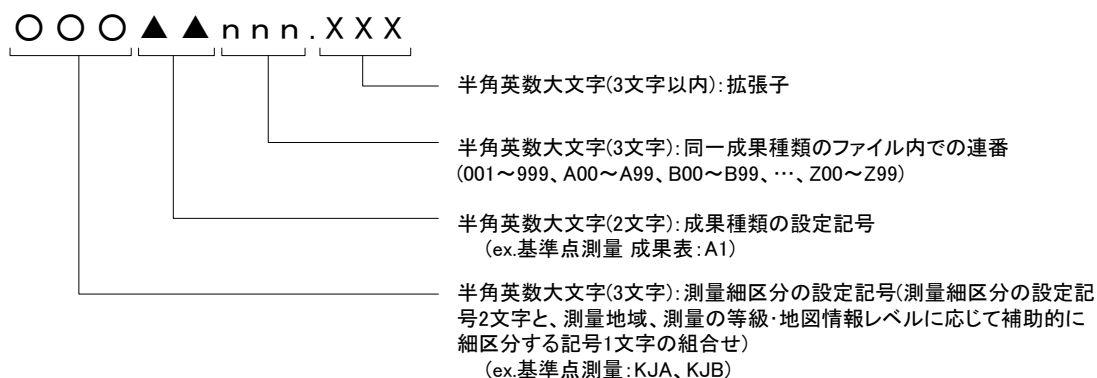 ○○○▲▲nnn.XXX
半角英数大文字(3文字以内):拡張子
半角英数大文字(3文字):同一成果種類のファイル内での連番
(001～999、A00～A99、B00～B99、…、Z00～Z99)
半角英数大文字(2文字):成果種類の設定記号
(ex.基準点測量 成果表:A1)
半角英数大文字(3文字):測量細区分の設定記号(測量細区分の設定記
号2文字と、測量地域、測量の等級･地図情報レベルに応じて補助的に
細区分する記号1文字の組合せ)
(ex.基準点測量:KJA、KJB)